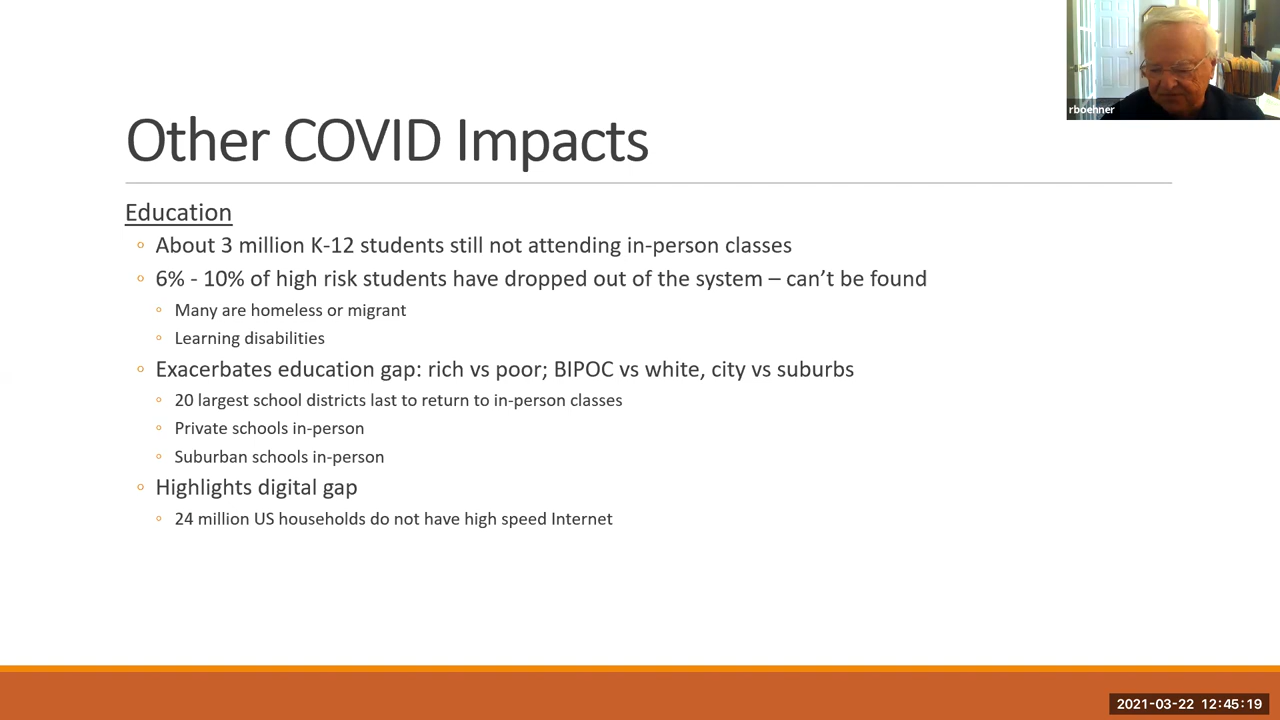 rboehner
Other COVID Impacts
Education
◦ About 3 million K-12 students still not attending in-person classes
◦ 6% - 10% of high risk students have dropped out of the system – can’t be found
◦ Many are homeless or migrant
◦ Learning disabilities
◦ Exacerbates education gap: rich vs poor; BIPOC vs white, city vs suburbs
◦ 20 largest school districts last to return to in-person classes
◦ Private schools in-person
◦ Suburban schools in-person
◦ Highlights digital gap
◦ 24 million US households do not have high speed Internet
2021-03-22 12:45:19